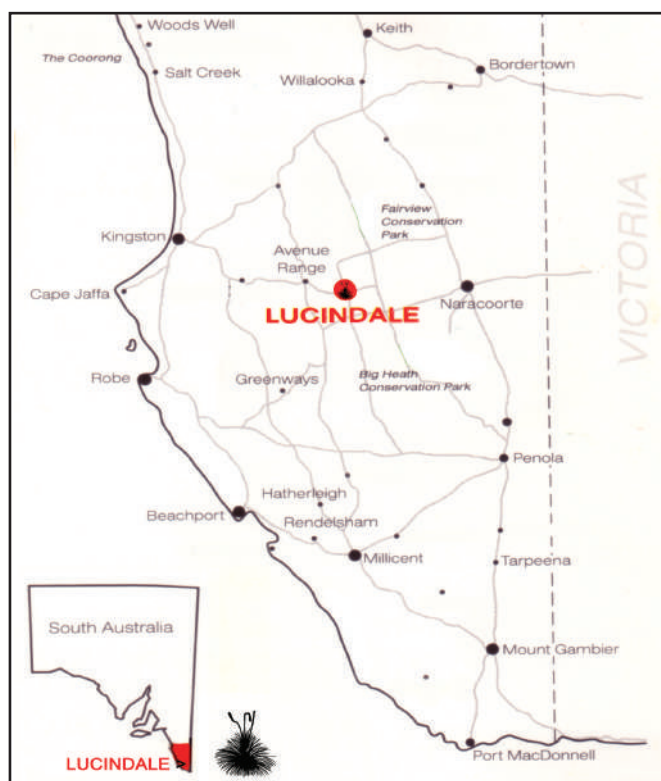 Woods Well
Keith
The Coorong
Bordertown
Salt Creek
Willalooka
VICTORIA
Fairview
Conservation
Park
Kingston
Avenue
Range
Cape Jaffa
LUCINDALE
Naracoorte
Robe
Greenways
Big Heath
Conservation Park
Penola
Hatherleigh
Beachport
Rendelsham
Millicent
Tarpeena
South Australia
Mount Gambier
LUCINDALE
Port MacDonnell